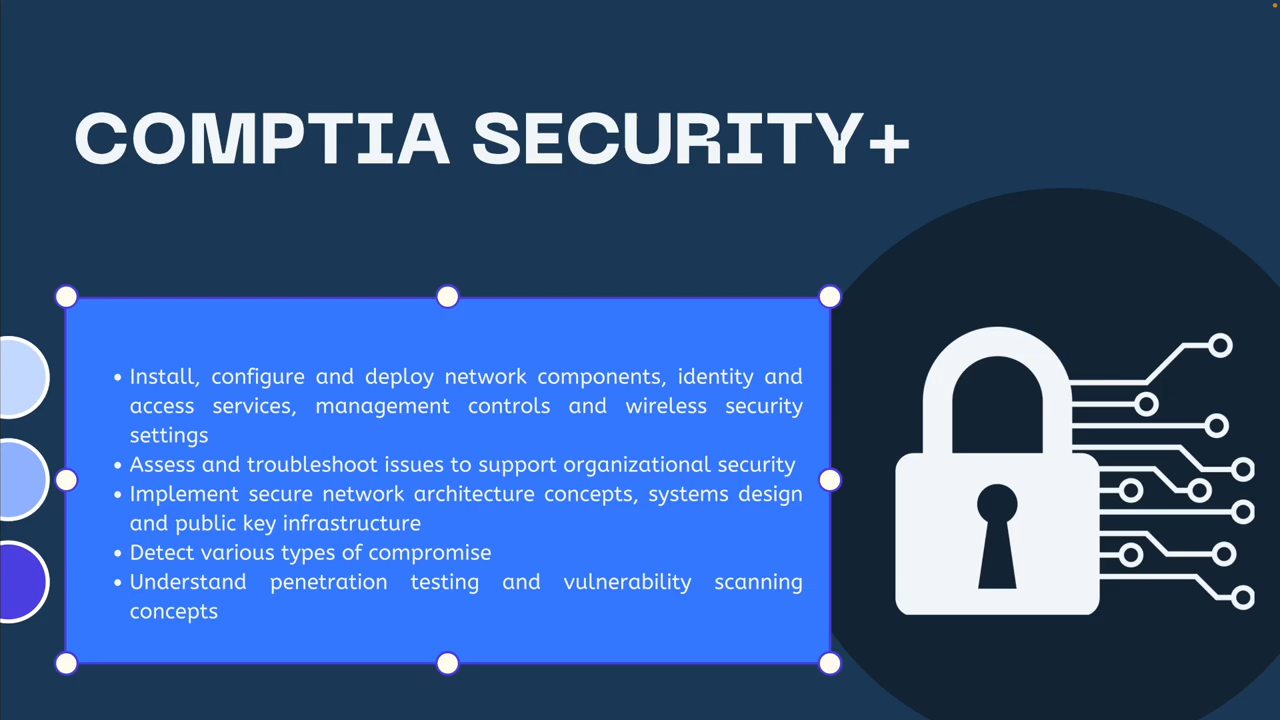 COMPTIA SECURITY+
• Install, configure and deploy network components, identity and
access services, management controls and wireless security
settings
• Assess and troubleshoot issues to support organizational security
• Implement secure network architecture concepts, systems design
and public key infrastructure
• Detect various types of compromise
• Understand penetration testing and vulnerability scanning
concepts